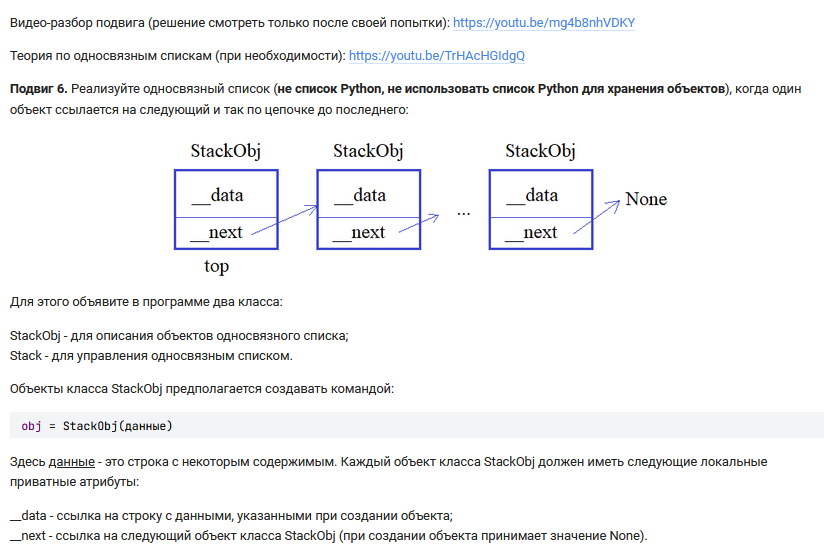 Видео-разбор подвига (решение смотреть только после своей попытки): https://youtu.be/mg4b8nhVDKY
Теория по односвязным спискам (при необходимости): https://youtu.be/TrHAcHGIdgQ
Подвиг 6. Реализуйте односвязный список (не список Python, не использовать список Python для хранения объектов), когда один
объект ссылается на следующий и так по цепочке до последнего:
StackObj StackObj StackObj
__data __data __data
__next __next ... __next None
top
Для этого объявите в программе два класса:
StackObj - для описания объектов односвязного списка;
Stack - для управления односвязным списком.
Объекты класса StackObj предполагается создавать командой:
obj = StackObj(данные)
Здесь данные - это строка с некоторым содержимым. Каждый объект класса StackObj должен иметь следующие локальные
приватные атрибуты:
__data - ссылка на строку с данными, указанными при создании объекта;
__next - ссылка на следующий объект класса StackObj (при создании объекта принимает значение None).